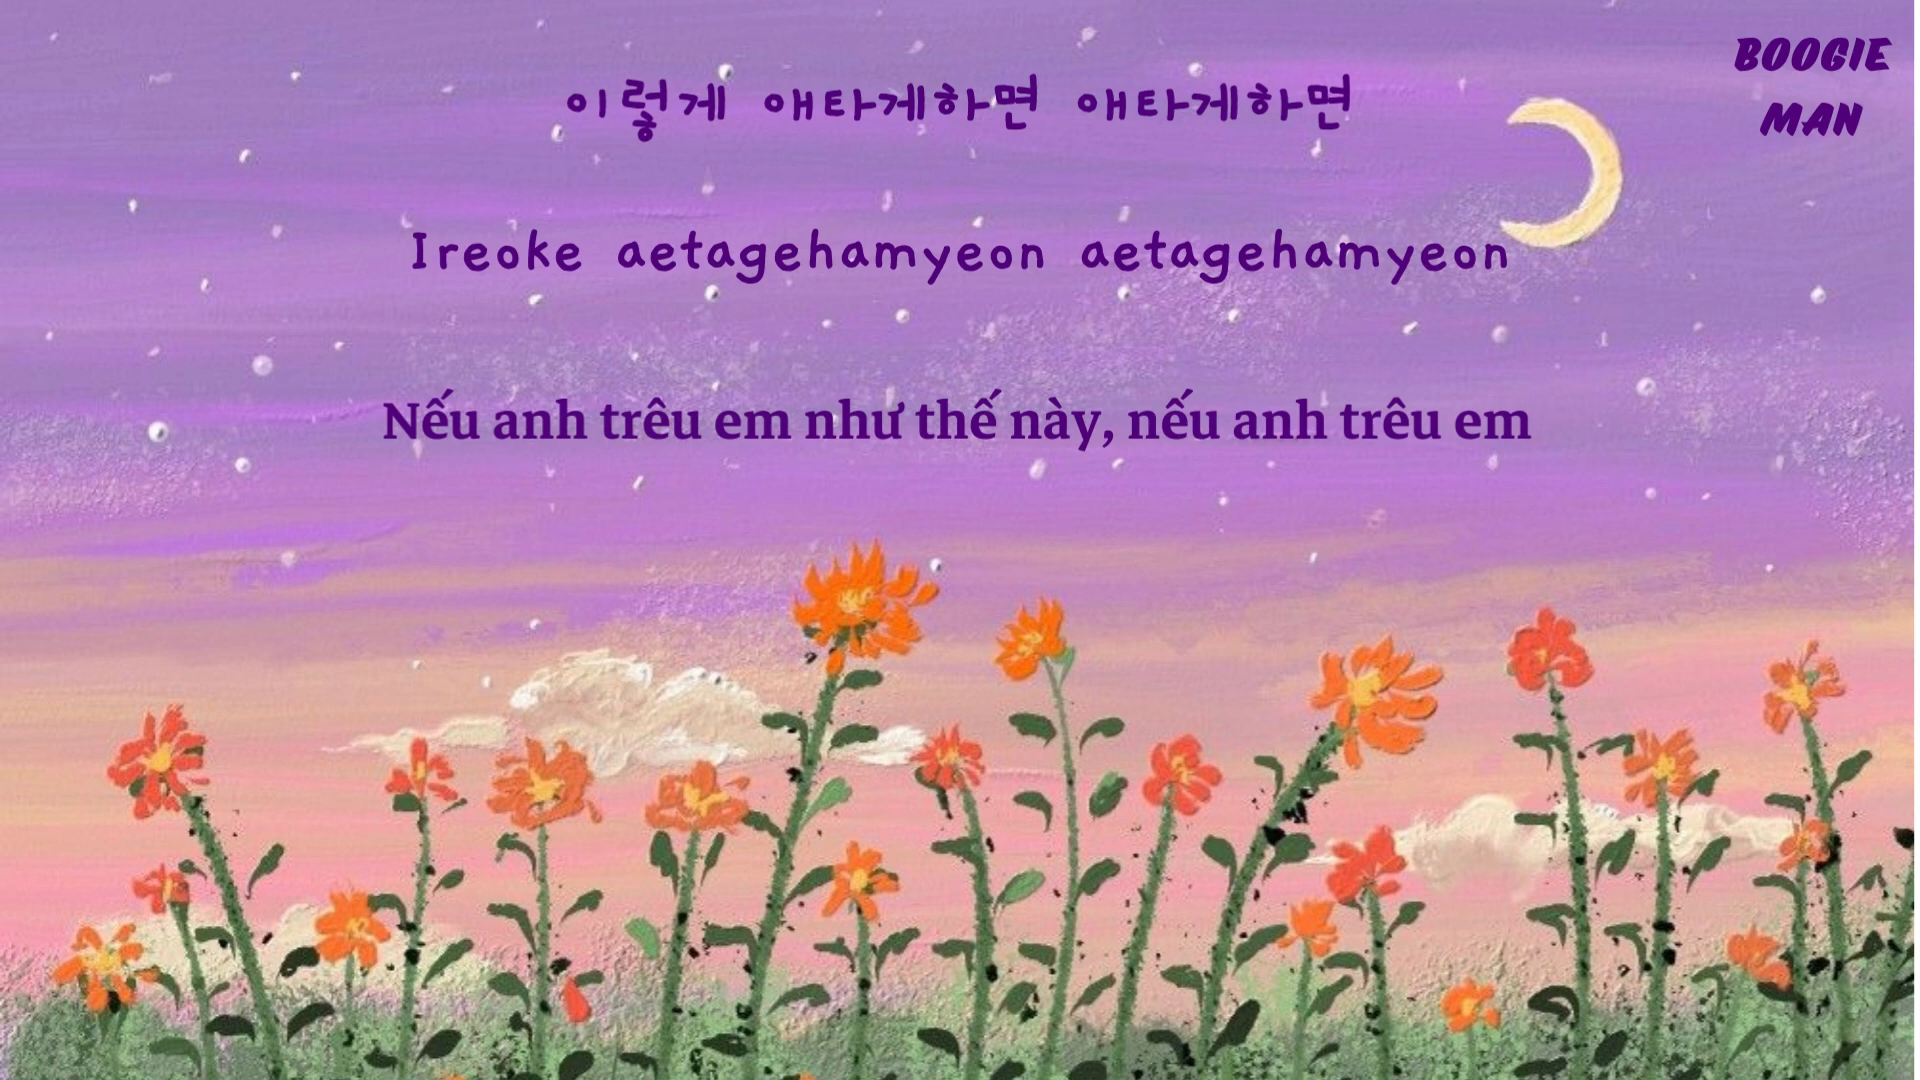 이렇게 애타게하면 애타게하면
Ireoke aetagehamyeon aetagehamyeon
Nếu anh trêu em như thế này, nếu anh trêu em
BOOGIE
MAN